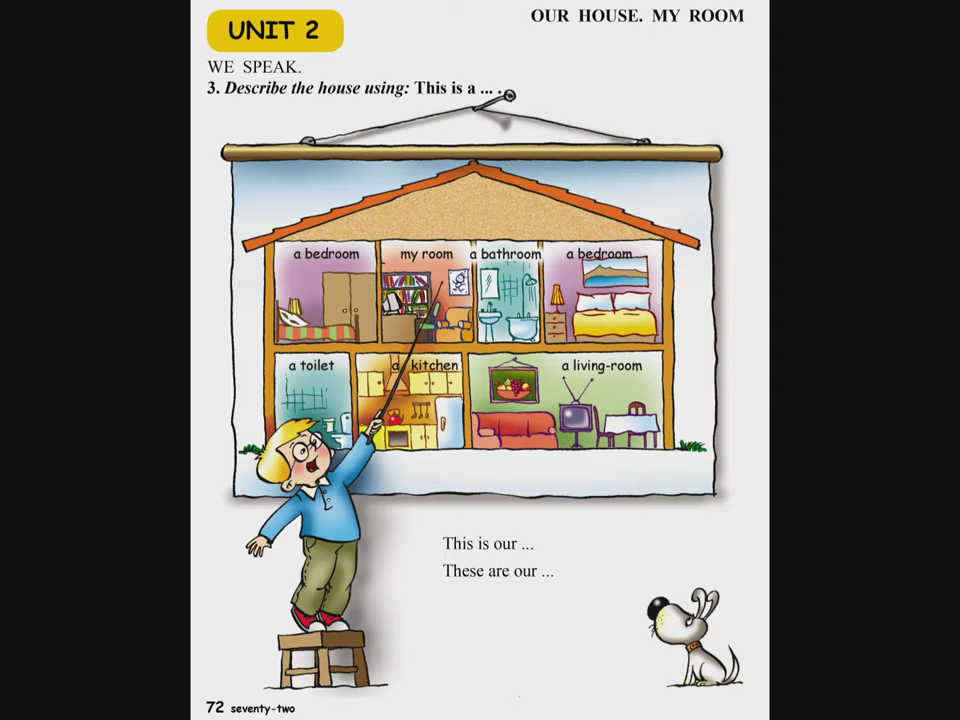 UNIT 2
OUR HOUSE. MY ROOM
WE SPEAK.
3. Describe the house using: This is a ... .
a bedroom
my room
a bathroom
a bedroom
a toilet
a kitchen
a living-room
This is our ...
These are our ...
72 seventy-two